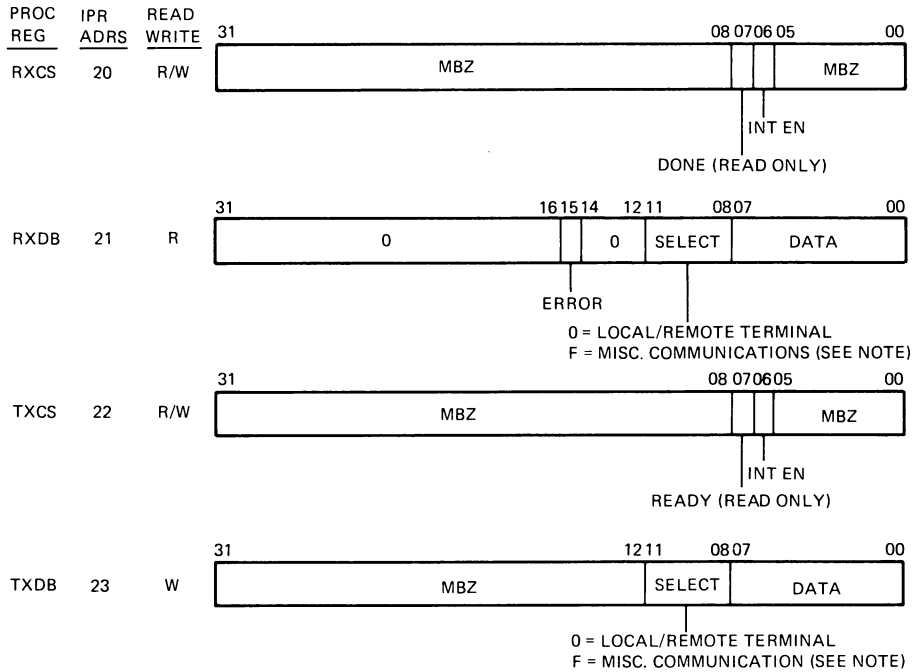 PROC IPR READ
REG ADRS WRITE
31 08 07 06 05 00
RXCS 20 R/W MBZ MBZ
INT EN
DONE (READ ONLY)
31 16 15 14 12 11 08 07 00
RXDB 21 R 0 0 SELECT DATA
ERROR
0 = LOCAL/REMOTE TERMINAL
F = MISC. COMMUNICATIONS (SEE NOTE)
31 08 07 06 05 00
TXCS 22 R/W MBZ MBZ
INT EN
READY (READ ONLY)
31 12 11 08 07 00
TXDB 23 W MBZ SELECT DATA
0 = LOCAL/REMOTE TERMINAL
F = MISC. COMMUNICATION (SEE NOTE)